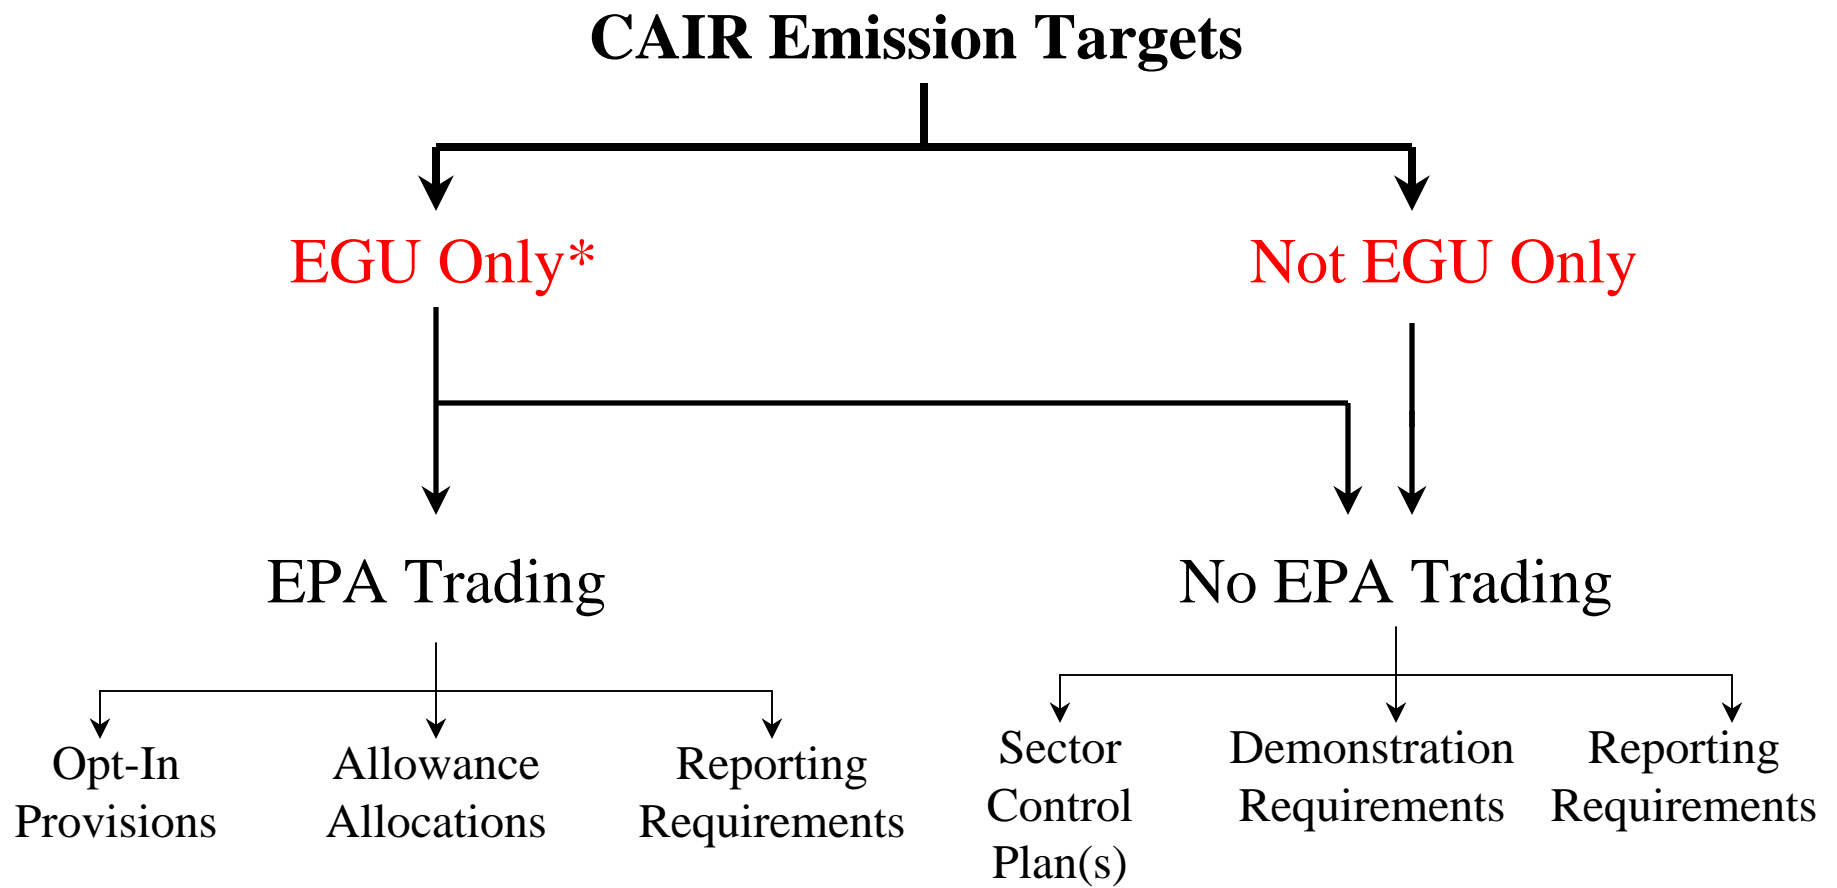 CAIR Emission Targets
EGU Only*
Not EGU Only
EPA Trading
No EPA Trading
Opt-In
Provisions
Allowance
Allocations
Reporting
Requirements
Sector
Control
Plan(s)
Demonstration
Requirements
Reporting
Requirements